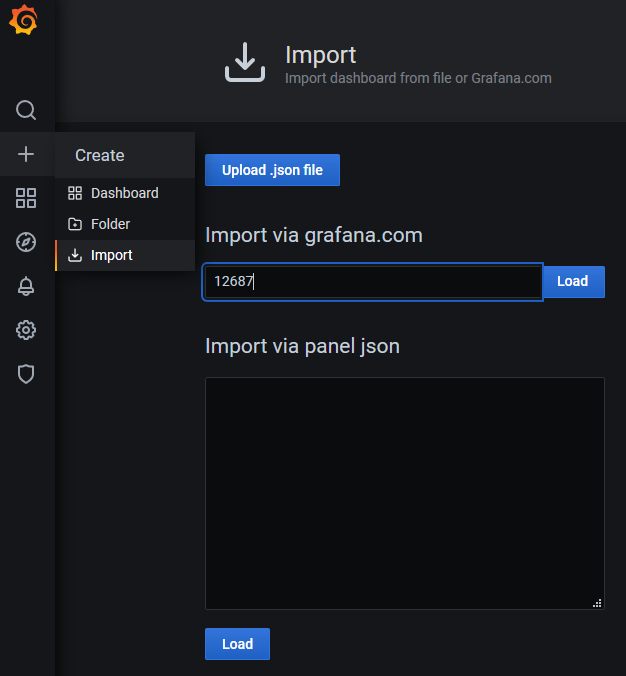 Import
Import dashboard from file or Grafana.com
Create
Dashboard
Folder
Import
Upload .json file
Import via grafana.com
12687
Load
Import via panel json
Load